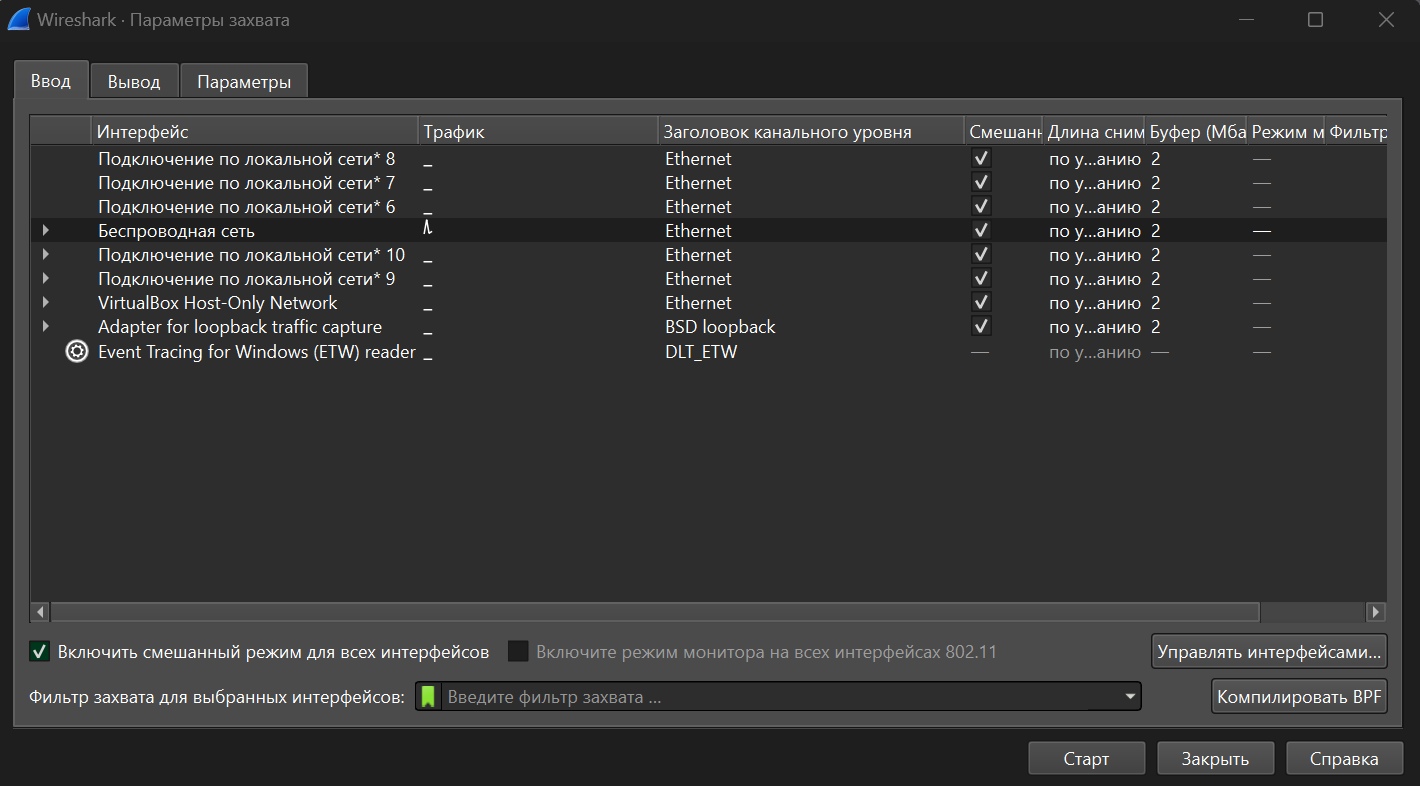 Wireshark · Параметры захвата
Ввод Вывод Параметры
Интерфейс Трафик Заголовок канального уровня Смешанн Длина сним Буфер (Мба Режим м Фильтр
Подключение по локальной сети* 8 _ Ethernet по у...анию 2 —
Подключение по локальной сети* 7 _ Ethernet по у...анию 2 —
Подключение по локальной сети* 6 _ Ethernet по у...анию 2 —
Беспроводная сеть Ethernet по у...анию 2 —
Подключение по локальной сети* 10 _ Ethernet по у...анию 2 —
Подключение по локальной сети* 9 _ Ethernet по у...анию 2 —
VirtualBox Host-Only Network _ Ethernet по у...анию 2 —
Adapter for loopback traffic capture _ BSD loopback по у...анию 2 —
Event Tracing for Windows (ETW) reader _ DLT_ETW — по у...анию — —
Включить смешанный режим для всех интерфейсов Включите режим монитора на всех интерфейсах 802.11 Управлять интерфейсами...
Фильтр захвата для выбранных интерфейсов: Введите фильтр захвата ... Компилировать BPF
Старт Закрыть Справка